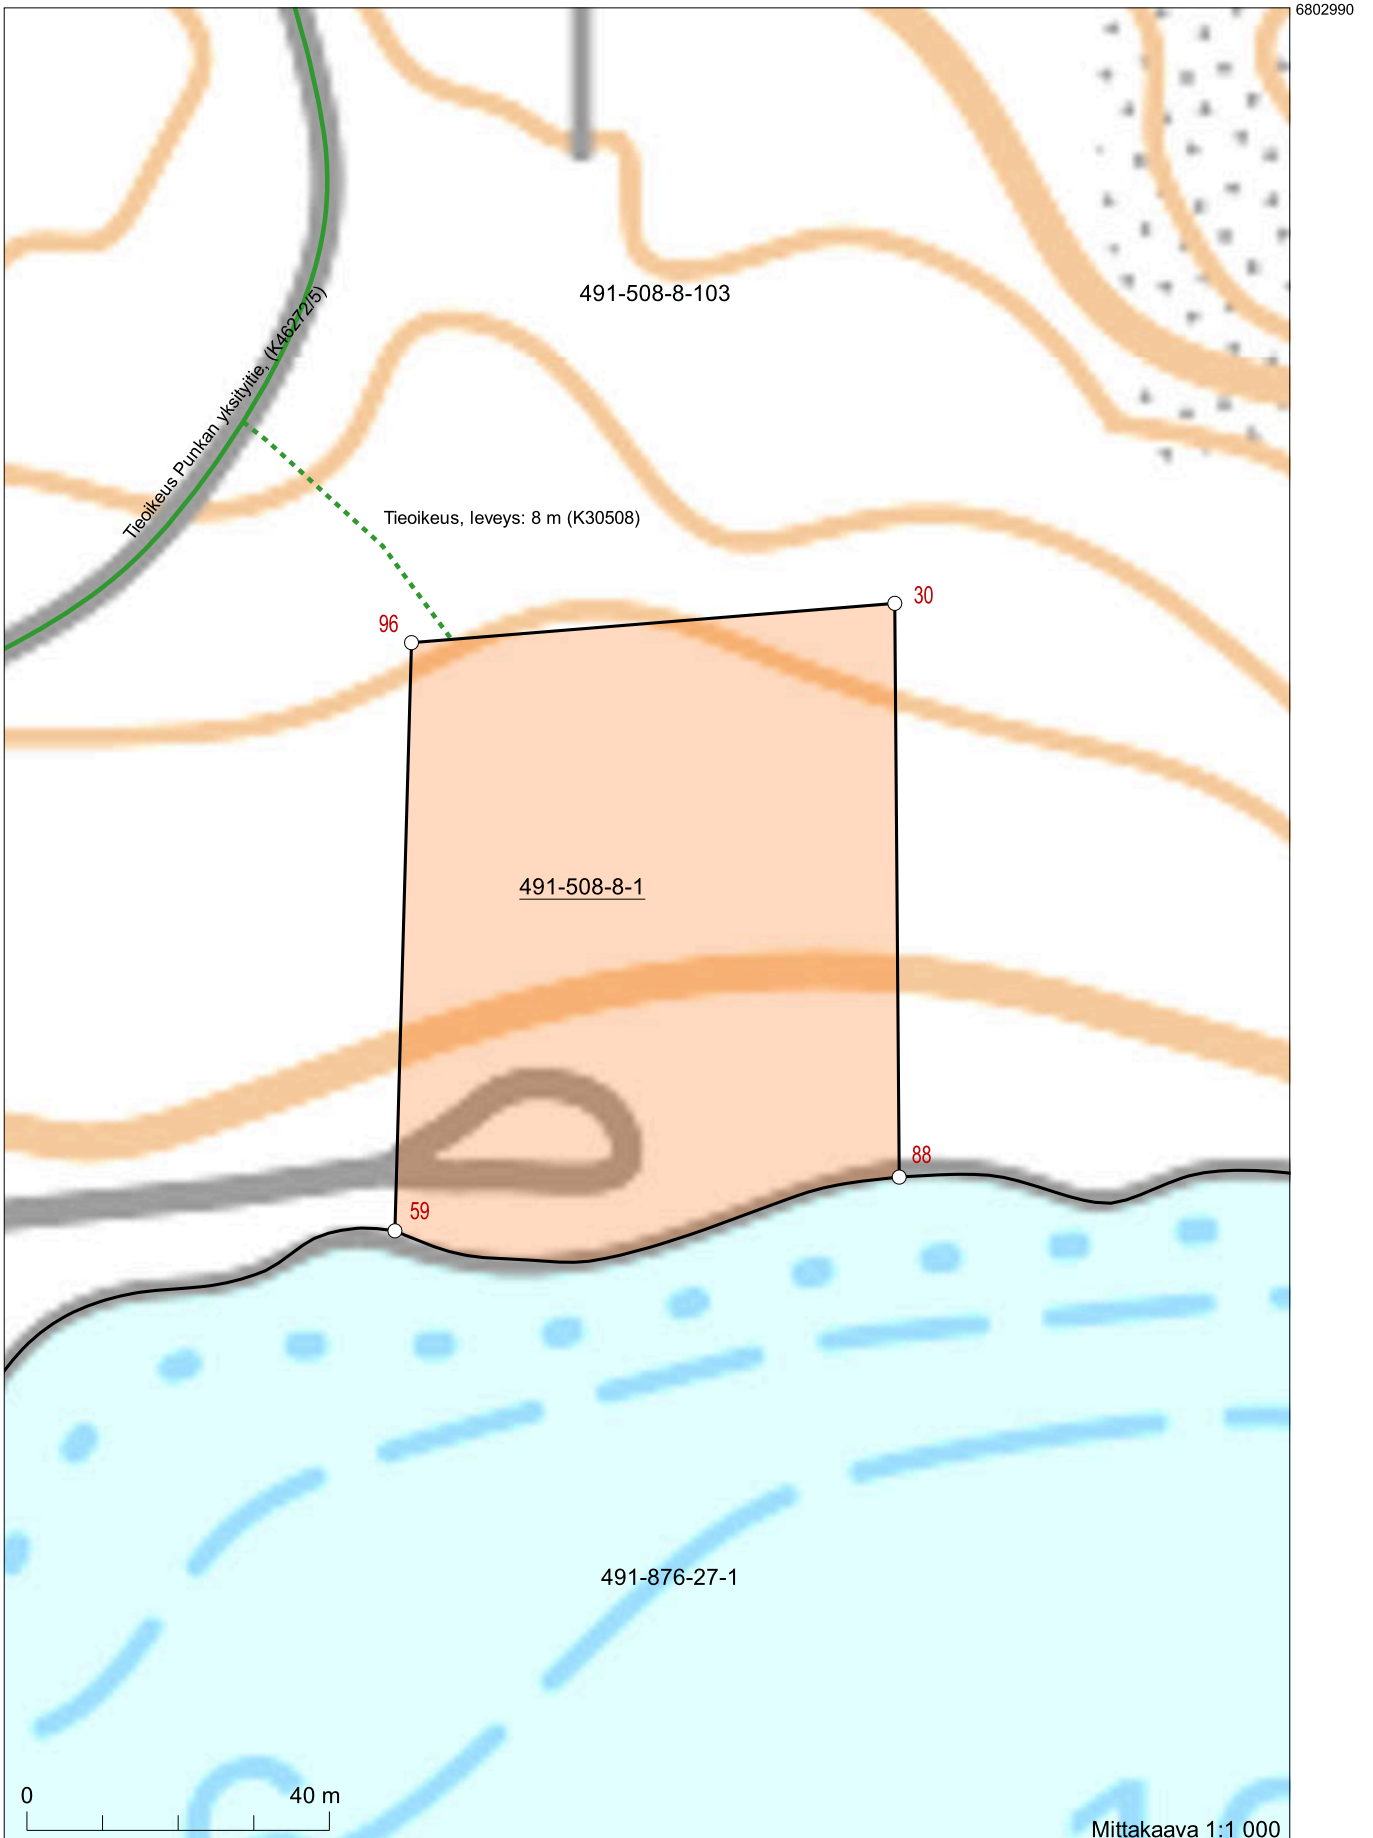 6802990
491-508-8-103
Tieoikeus Punkan yksityitie, (K46272/5)
Tieoikeus, leveys: 8 m (K30508)
30
96
491-508-8-1
88
59
491-876-27-1
0 40 m
Mittakaava 1:1 000